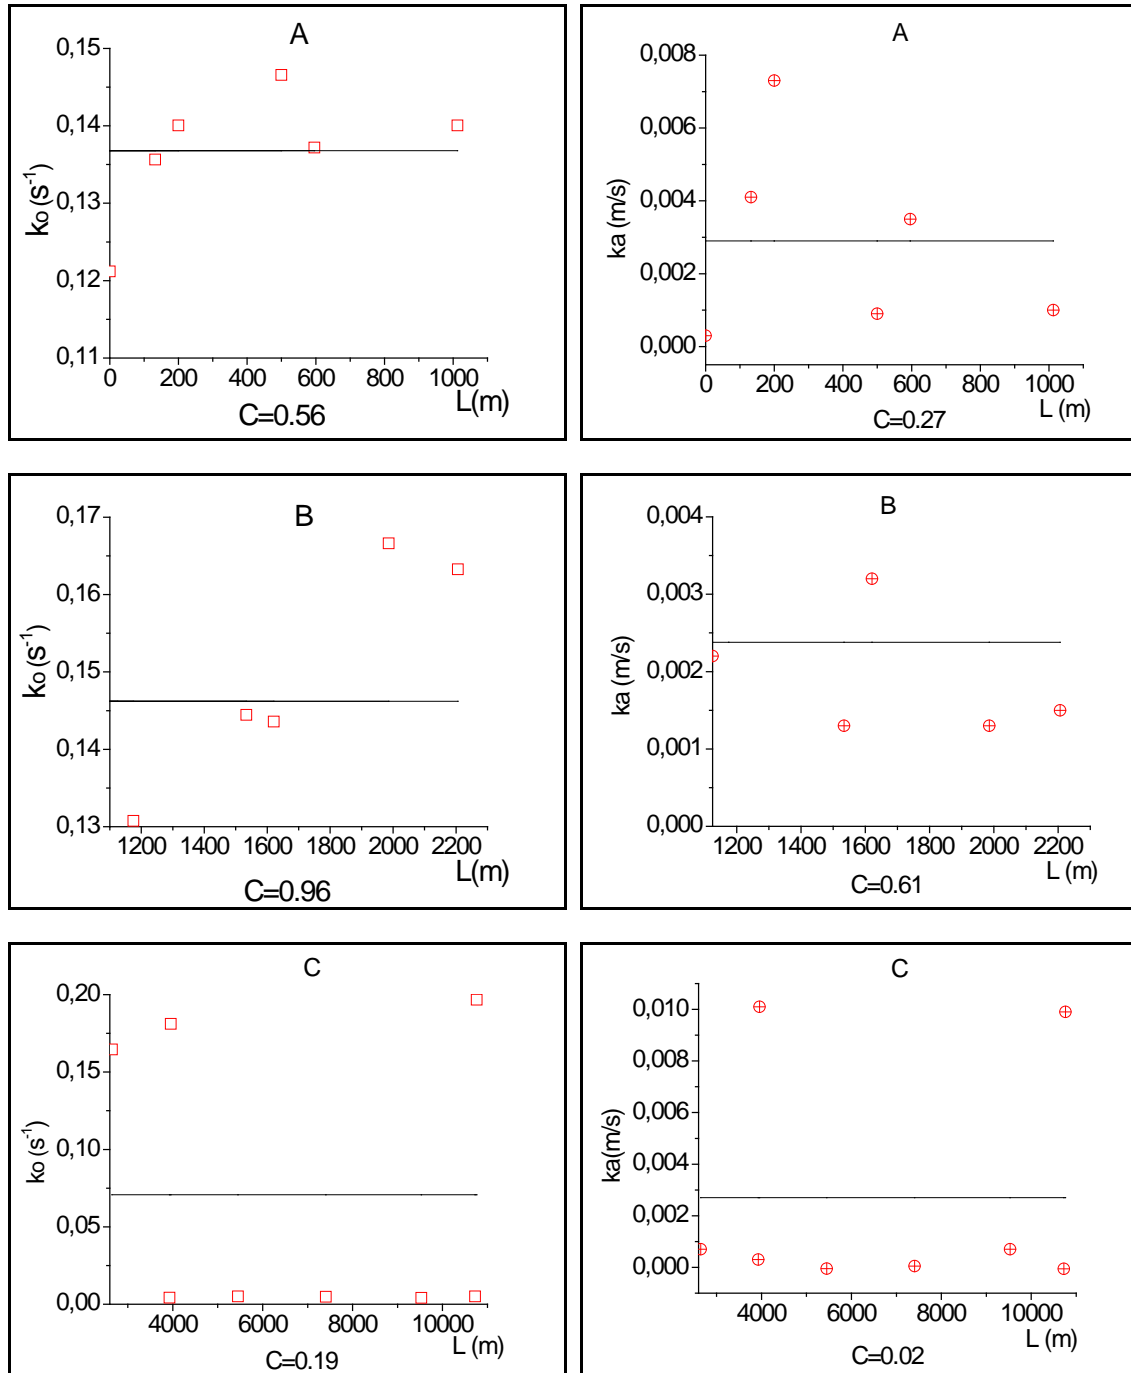 A
0,15
0,14
0,13
0,12
0,11
ko (s-1)
0 200 400 600 800 1000
L(m)
C=0.56
A
0,008
0,006
0,004
0,002
0,000
ka (m/s)
0 200 400 600 800 1000
L (m)
C=0.27
B
0,17
0,16
0,15
0,14
0,13
ko (s-1)
1200 1400 1600 1800 2000 2200
L(m)
C=0.96
B
0,004
0,003
0,002
0,001
0,000
ka (m/s)
1200 1400 1600 1800 2000 2200
L (m)
C=0.61
C
0,20
0,15
0,10
0,05
0,00
ko (s-1)
4000 6000 8000 10000
L (m)
C=0.19
C
0,010
0,008
0,006
0,004
0,002
0,000
ka(m/s)
4000 6000 8000 10000
L (m)
C=0.02